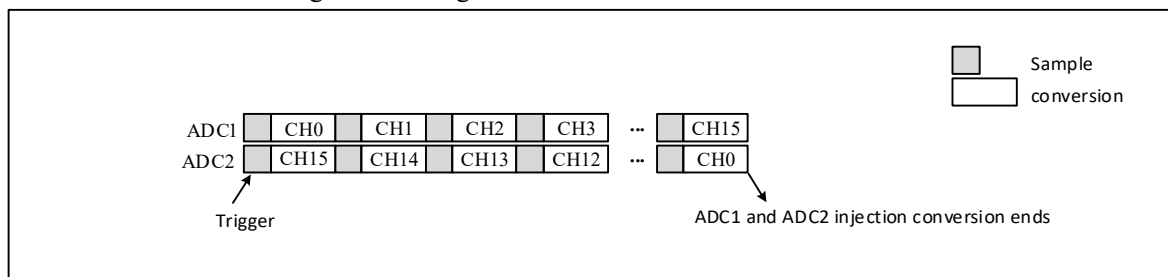 Sample
conversion
ADC1 CH0 CH1 CH2 CH3 ... CH15
ADC2 CH15 CH14 CH13 CH12 ... CH0
Trigger
ADC1 and ADC2 injection conversion ends